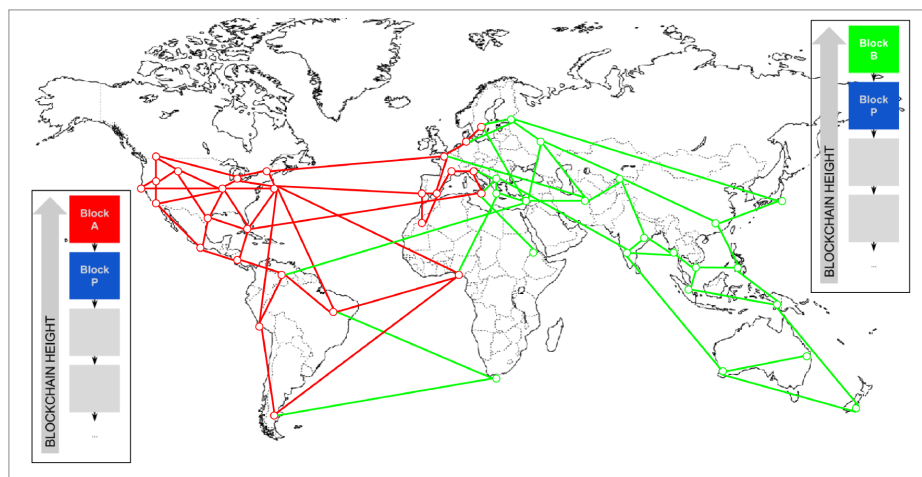 BLOCKCHAIN HEIGHT
Block
A
Block
P
...
BLOCKCHAIN HEIGHT
Block
B
Block
P
...